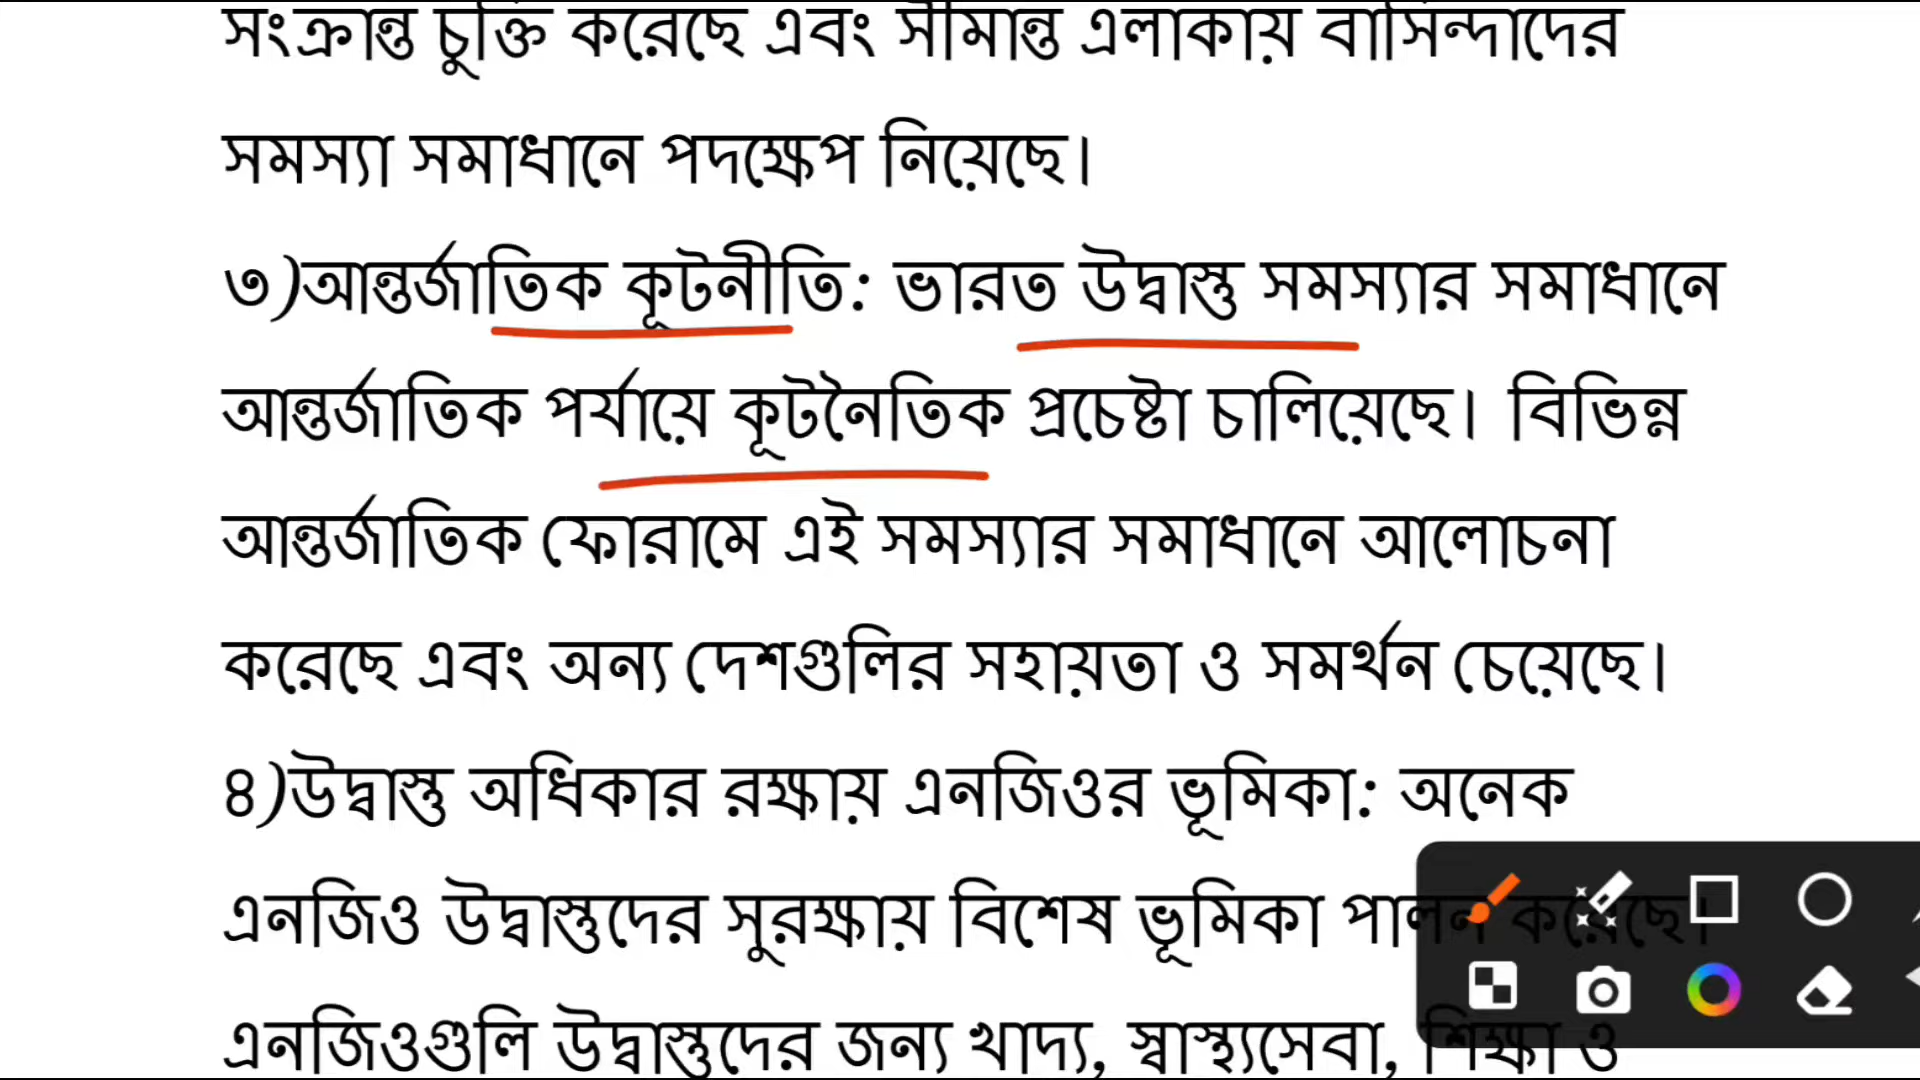 সংক্রান্ত চুক্তি করেছে এবং সীমান্ত এলাকায় বাসিন্দাদের
সমস্যা সমাধানে পদক্ষেপ নিয়েছে।
৩)আন্তর্জাতিক কূটনীতি: ভারত উদ্বাস্তু সমস্যার সমাধানে
আন্তর্জাতিক পর্যায়ে কূটনৈতিক প্রচেষ্টা চালিয়েছে। বিভিন্ন
আন্তর্জাতিক ফোরামে এই সমস্যার সমাধানে আলোচনা
করেছে এবং অন্য দেশগুলির সহায়তা ও সমর্থন চেয়েছে।
৪)উদ্বাস্তু অধিকার রক্ষায় এনজিওর ভূমিকা: অনেক
এনজিও উদ্বাস্তুদের সুরক্ষায় বিশেষ ভূমিকা পালন করেছে।
এনজিওগুলি উদ্বাস্তুদের জন্য খাদ্য, স্বাস্থ্যসেবা, শিক্ষা ও